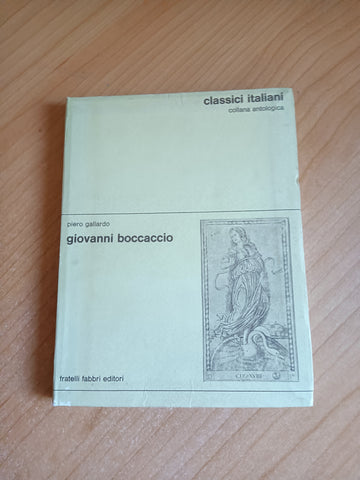 classici italiani
collana antologica
piero gallardo
giovanni boccaccio
fratelli fabbri editori